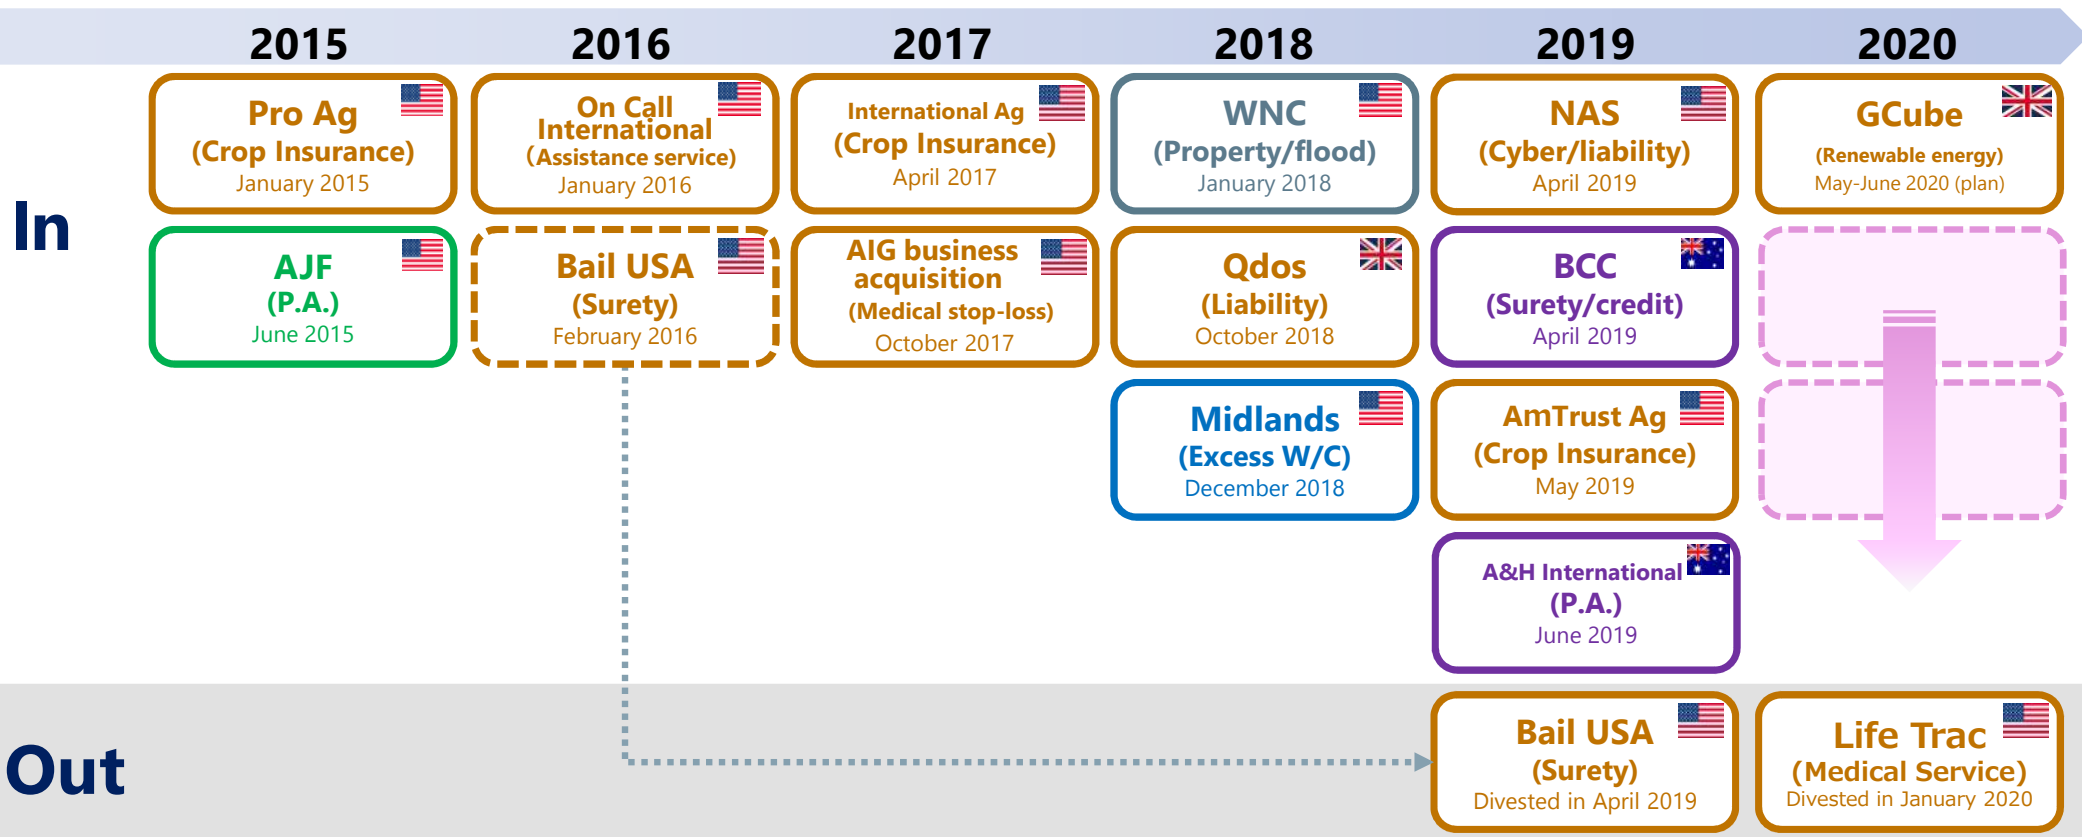 2015
2016
2017
2018
2019
2020
In
Pro Ag
(Crop Insurance)
January 2015
On Call
International
(Assistance service)
January 2016
International Ag
(Crop Insurance)
April 2017
WNC
(Property/flood)
January 2018
NAS
(Cyber/liability)
April 2019
GCube
(Renewable energy)
May-June 2020 (plan)
AJF
(P.A.)
June 2015
Bail USA
(Surety)
February 2016
AIG business
acquisition
(Medical stop-loss)
October 2017
Qdos
(Liability)
October 2018
BCC
(Surety/credit)
April 2019
Midlands
(Excess W/C)
December 2018
AmTrust Ag
(Crop Insurance)
May 2019
A&H International
(P.A.)
June 2019
Out
Bail USA
(Surety)
Divested in April 2019
Life Trac
(Medical Service)
Divested in January 2020